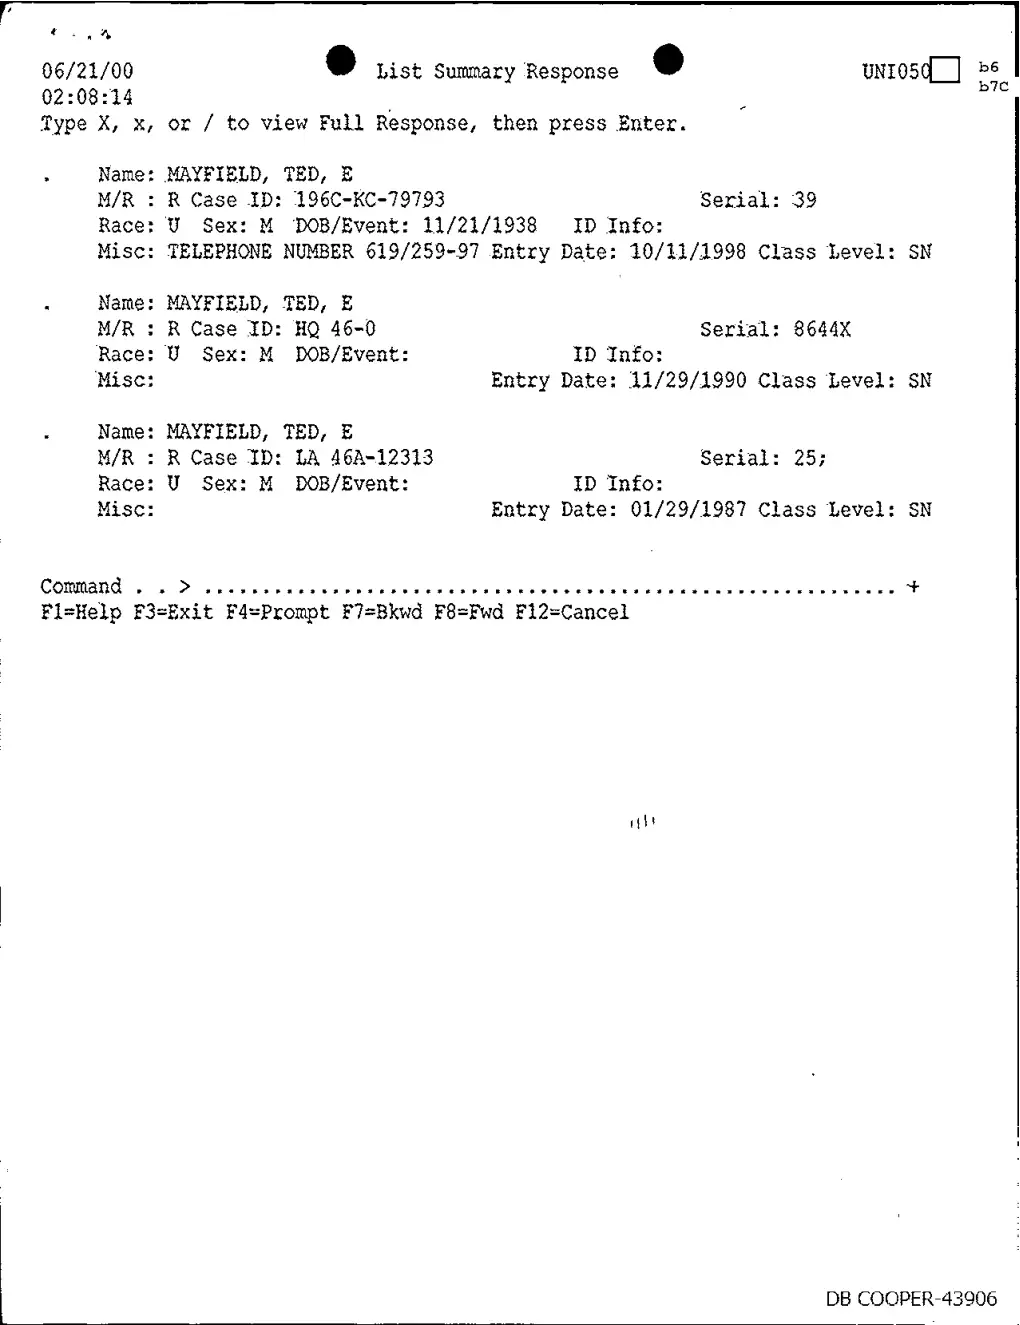 06/21/00 List Summary Response UNI050 b6
02:08:14 b7C
Type X, x, or / to view Full Response, then press Enter.
. Name: MAYFIELD, TED, E
M/R : R Case ID: 196C-KC-79793 Serial: 39
Race: U Sex: M DOB/Event: 11/21/1938 ID Info:
Misc: TELEPHONE NUMBER 619/259-97 Entry Date: 10/11/1998 Class Level: SN
. Name: MAYFIELD, TED, E
M/R : R Case ID: HQ 46-0 Serial: 8644X
Race: U Sex: M DOB/Event: ID Info:
Misc: Entry Date: 11/29/1990 Class Level: SN
. Name: MAYFIELD, TED, E
M/R : R Case ID: LA 46A-12313 Serial: 25;
Race: U Sex: M DOB/Event: ID Info:
Misc: Entry Date: 01/29/1987 Class Level: SN
Command . . > ............................................................ +
F1=Help F3=Exit F4=Prompt F7=Bkwd F8=Fwd F12=Cancel
DB COOPER-43906